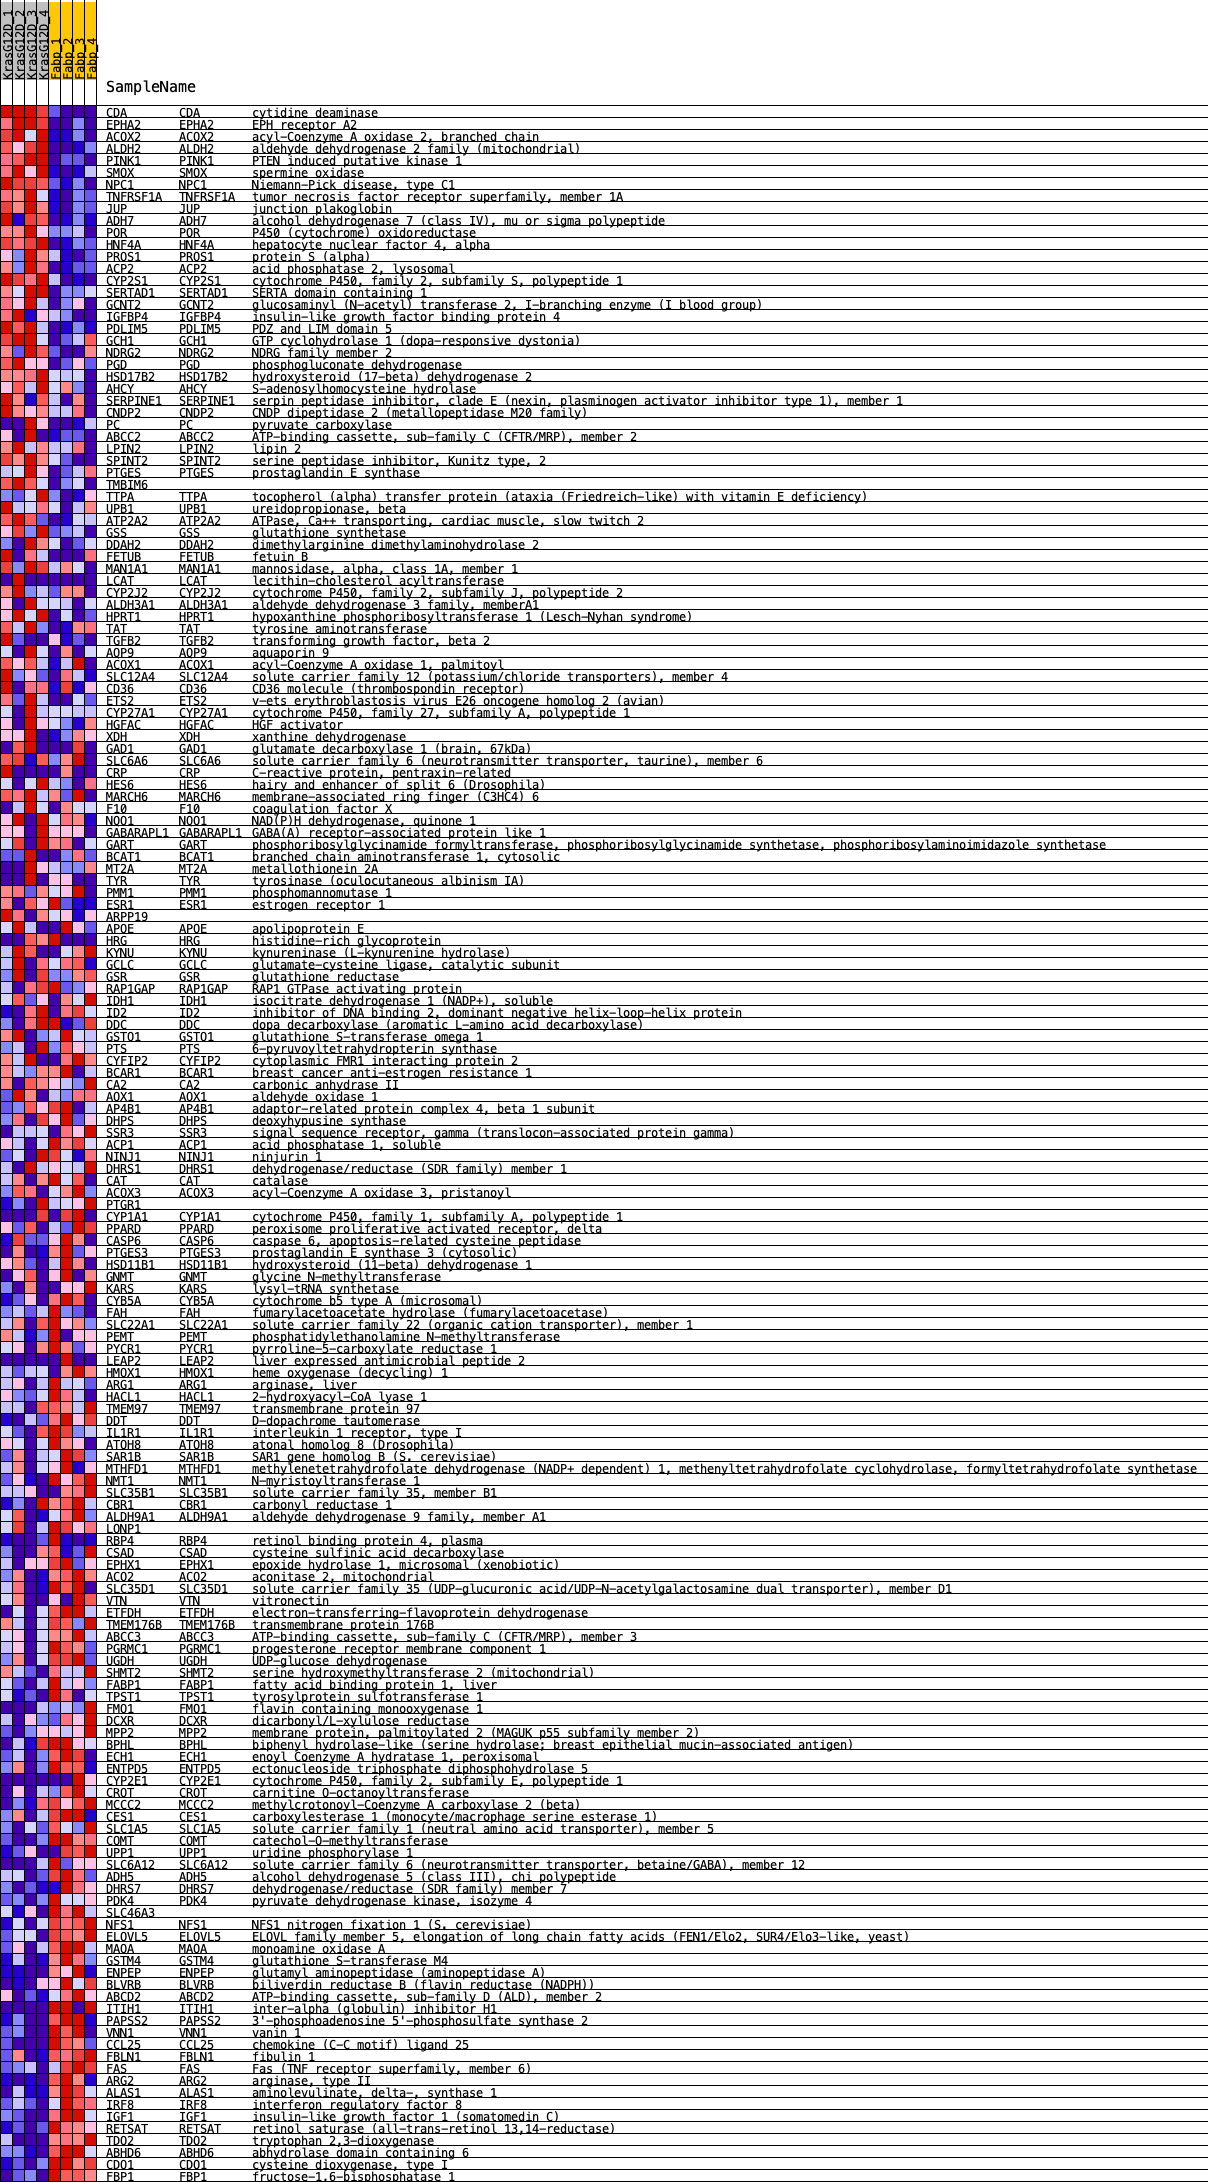 KrasG12D_1
KrasG12D_2
KrasG12D_3
KrasG12D_4
Fabp_1
Fabp_2
Fabp_3
Fabp_4
SampleName
CDA CDA cytidine deaminase
EPHA2 EPHA2 EPH receptor A2
ACOX2 ACOX2 acyl-Coenzyme A oxidase 2, branched chain
ALDH2 ALDH2 aldehyde dehydrogenase 2 family (mitochondrial)
PINK1 PINK1 PTEN induced putative kinase 1
SMOX SMOX spermine oxidase
NPC1 NPC1 Niemann-Pick disease, type C1
TNFRSF1A TNFRSF1A tumor necrosis factor receptor superfamily, member 1A
JUP JUP junction plakoglobin
ADH7 ADH7 alcohol dehydrogenase 7 (class IV), mu or sigma polypeptide
POR POR P450 (cytochrome) oxidoreductase
HNF4A HNF4A hepatocyte nuclear factor 4, alpha
PROS1 PROS1 protein S (alpha)
ACP2 ACP2 acid phosphatase 2, lysosomal
CYP2S1 CYP2S1 cytochrome P450, family 2, subfamily S, polypeptide 1
SERTAD1 SERTAD1 SERTA domain containing 1
GCNT2 GCNT2 glucosaminyl (N-acetyl) transferase 2, I-branching enzyme (I blood group)
IGFBP4 IGFBP4 insulin-like growth factor binding protein 4
PDLIM5 PDLIM5 PDZ and LIM domain 5
GCH1 GCH1 GTP cyclohydrolase 1 (dopa-responsive dystonia)
NDRG2 NDRG2 NDRG family member 2
PGD PGD phosphogluconate dehydrogenase
HSD17B2 HSD17B2 hydroxysteroid (17-beta) dehydrogenase 2
AHCY AHCY S-adenosylhomocysteine hydrolase
SERPINE1 SERPINE1 serpin peptidase inhibitor, clade E (nexin, plasminogen activator inhibitor type 1), member 1
CNDP2 CNDP2 CNDP dipeptidase 2 (metallopeptidase M20 family)
PC PC pyruvate carboxylase
ABCC2 ABCC2 ATP-binding cassette, sub-family C (CFTR/MRP), member 2
LPIN2 LPIN2 lipin 2
SPINT2 SPINT2 serine peptidase inhibitor, Kunitz type, 2
PTGES PTGES prostaglandin E synthase
TMBIM6
TTPA TTPA tocopherol (alpha) transfer protein (ataxia (Friedreich-like) with vitamin E deficiency)
UPB1 UPB1 ureidopropionase, beta
ATP2A2 ATP2A2 ATPase, Ca++ transporting, cardiac muscle, slow twitch 2
GSS GSS glutathione synthetase
DDAH2 DDAH2 dimethylarginine dimethylaminohydrolase 2
FETUB FETUB fetuin B
MAN1A1 MAN1A1 mannosidase, alpha, class 1A, member 1
LCAT LCAT lecithin-cholesterol acyltransferase
CYP2J2 CYP2J2 cytochrome P450, family 2, subfamily J, polypeptide 2
ALDH3A1 ALDH3A1 aldehyde dehydrogenase 3 family, memberA1
HPRT1 HPRT1 hypoxanthine phosphoribosyltransferase 1 (Lesch-Nyhan syndrome)
TAT TAT tyrosine aminotransferase
TGFB2 TGFB2 transforming growth factor, beta 2
AQP9 AQP9 aquaporin 9
ACOX1 ACOX1 acyl-Coenzyme A oxidase 1, palmitoyl
SLC12A4 SLC12A4 solute carrier family 12 (potassium/chloride transporters), member 4
CD36 CD36 CD36 molecule (thrombospondin receptor)
ETS2 ETS2 v-ets erythroblastosis virus E26 oncogene homolog 2 (avian)
CYP27A1 CYP27A1 cytochrome P450, family 27, subfamily A, polypeptide 1
HGFAC HGFAC HGF activator
XDH XDH xanthine dehydrogenase
GAD1 GAD1 glutamate decarboxylase 1 (brain, 67kDa)
SLC6A6 SLC6A6 solute carrier family 6 (neurotransmitter transporter, taurine), member 6
CRP CRP C-reactive protein, pentraxin-related
HES6 HES6 hairy and enhancer of split 6 (Drosophila)
MARCH6 MARCH6 membrane-associated ring finger (C3HC4) 6
F10 F10 coagulation factor X
NQO1 NQO1 NAD(P)H dehydrogenase, quinone 1
GABARAPL1 GABARAPL1 GABA(A) receptor-associated protein like 1
GART GART phosphoribosylglycinamide formyltransferase, phosphoribosylglycinamide synthetase, phosphoribosylaminoimidazole synthetase
BCAT1 BCAT1 branched chain aminotransferase 1, cytosolic
MT2A MT2A metallothionein 2A
TYR TYR tyrosinase (oculocutaneous albinism IA)
PMM1 PMM1 phosphomannomutase 1
ESR1 ESR1 estrogen receptor 1
ARPP19
APOE APOE apolipoprotein E
HRG HRG histidine-rich glycoprotein
KYNU KYNU kynureninase (L-kynurenine hydrolase)
GCLC GCLC glutamate-cysteine ligase, catalytic subunit
GSR GSR glutathione reductase
RAP1GAP RAP1GAP RAP1 GTPase activating protein
IDH1 IDH1 isocitrate dehydrogenase 1 (NADP+), soluble
ID2 ID2 inhibitor of DNA binding 2, dominant negative helix-loop-helix protein
DDC DDC dopa decarboxylase (aromatic L-amino acid decarboxylase)
GSTO1 GSTO1 glutathione S-transferase omega 1
PTS PTS 6-pyruvoyltetrahydropterin synthase
CYFIP2 CYFIP2 cytoplasmic FMR1 interacting protein 2
BCAR1 BCAR1 breast cancer anti-estrogen resistance 1
CA2 CA2 carbonic anhydrase II
AOX1 AOX1 aldehyde oxidase 1
AP4B1 AP4B1 adaptor-related protein complex 4, beta 1 subunit
DHPS DHPS deoxyhypusine synthase
SSR3 SSR3 signal sequence receptor, gamma (translocon-associated protein gamma)
ACP1 ACP1 acid phosphatase 1, soluble
NINJ1 NINJ1 ninjurin 1
DHRS1 DHRS1 dehydrogenase/reductase (SDR family) member 1
CAT CAT catalase
ACOX3 ACOX3 acyl-Coenzyme A oxidase 3, pristanoyl
PTGR1
CYP1A1 CYP1A1 cytochrome P450, family 1, subfamily A, polypeptide 1
PPARD PPARD peroxisome proliferative activated receptor, delta
CASP6 CASP6 caspase 6, apoptosis-related cysteine peptidase
PTGES3 PTGES3 prostaglandin E synthase 3 (cytosolic)
HSD11B1 HSD11B1 hydroxysteroid (11-beta) dehydrogenase 1
GNMT GNMT glycine N-methyltransferase
KARS KARS lysyl-tRNA synthetase
CYB5A CYB5A cytochrome b5 type A (microsomal)
FAH FAH fumarylacetoacetate hydrolase (fumarylacetoacetase)
SLC22A1 SLC22A1 solute carrier family 22 (organic cation transporter), member 1
PEMT PEMT phosphatidylethanolamine N-methyltransferase
PYCR1 PYCR1 pyrroline-5-carboxylate reductase 1
LEAP2 LEAP2 liver expressed antimicrobial peptide 2
HMOX1 HMOX1 heme oxygenase (decycling) 1
ARG1 ARG1 arginase, liver
HACL1 HACL1 2-hydroxyacyl-CoA lyase 1
TMEM97 TMEM97 transmembrane protein 97
DDT DDT D-dopachrome tautomerase
IL1R1 IL1R1 interleukin 1 receptor, type I
ATOH8 ATOH8 atonal homolog 8 (Drosophila)
SAR1B SAR1B SAR1 gene homolog B (S. cerevisiae)
MTHFD1 MTHFD1 methylenetetrahydrofolate dehydrogenase (NADP+ dependent) 1, methenyltetrahydrofolate cyclohydrolase, formyltetrahydrofolate synthetase
NMT1 NMT1 N-myristoyltransferase 1
SLC35B1 SLC35B1 solute carrier family 35, member B1
CBR1 CBR1 carbonyl reductase 1
ALDH9A1 ALDH9A1 aldehyde dehydrogenase 9 family, member A1
LONP1
RBP4 RBP4 retinol binding protein 4, plasma
CSAD CSAD cysteine sulfinic acid decarboxylase
EPHX1 EPHX1 epoxide hydrolase 1, microsomal (xenobiotic)
ACO2 ACO2 aconitase 2, mitochondrial
SLC35D1 SLC35D1 solute carrier family 35 (UDP-glucuronic acid/UDP-N-acetylgalactosamine dual transporter), member D1
VTN VTN vitronectin
ETFDH ETFDH electron-transferring-flavoprotein dehydrogenase
TMEM176B TMEM176B transmembrane protein 176B
ABCC3 ABCC3 ATP-binding cassette, sub-family C (CFTR/MRP), member 3
PGRMC1 PGRMC1 progesterone receptor membrane component 1
UGDH UGDH UDP-glucose dehydrogenase
SHMT2 SHMT2 serine hydroxymethyltransferase 2 (mitochondrial)
FABP1 FABP1 fatty acid binding protein 1, liver
TPST1 TPST1 tyrosylprotein sulfotransferase 1
FMO1 FMO1 flavin containing monooxygenase 1
DCXR DCXR dicarbonyl/L-xylulose reductase
MPP2 MPP2 membrane protein, palmitoylated 2 (MAGUK p55 subfamily member 2)
BPHL BPHL biphenyl hydrolase-like (serine hydrolase; breast epithelial mucin-associated antigen)
ECH1 ECH1 enoyl Coenzyme A hydratase 1, peroxisomal
ENTPD5 ENTPD5 ectonucleoside triphosphate diphosphohydrolase 5
CYP2E1 CYP2E1 cytochrome P450, family 2, subfamily E, polypeptide 1
CROT CROT carnitine O-octanoyltransferase
MCCC2 MCCC2 methylcrotonoyl-Coenzyme A carboxylase 2 (beta)
CES1 CES1 carboxylesterase 1 (monocyte/macrophage serine esterase 1)
SLC1A5 SLC1A5 solute carrier family 1 (neutral amino acid transporter), member 5
COMT COMT catechol-O-methyltransferase
UPP1 UPP1 uridine phosphorylase 1
SLC6A12 SLC6A12 solute carrier family 6 (neurotransmitter transporter, betaine/GABA), member 12
ADH5 ADH5 alcohol dehydrogenase 5 (class III), chi polypeptide
DHRS7 DHRS7 dehydrogenase/reductase (SDR family) member 7
PDK4 PDK4 pyruvate dehydrogenase kinase, isozyme 4
SLC46A3
NFS1 NFS1 NFS1 nitrogen fixation 1 (S. cerevisiae)
ELOVL5 ELOVL5 ELOVL family member 5, elongation of long chain fatty acids (FEN1/Elo2, SUR4/Elo3-like, yeast)
MAOA MAOA monoamine oxidase A
GSTM4 GSTM4 glutathione S-transferase M4
ENPEP ENPEP glutamyl aminopeptidase (aminopeptidase A)
BLVRB BLVRB biliverdin reductase B (flavin reductase (NADPH))
ABCD2 ABCD2 ATP-binding cassette, sub-family D (ALD), member 2
ITIH1 ITIH1 inter-alpha (globulin) inhibitor H1
PAPSS2 PAPSS2 3'-phosphoadenosine 5'-phosphosulfate synthase 2
VNN1 VNN1 vanin 1
CCL25 CCL25 chemokine (C-C motif) ligand 25
FBLN1 FBLN1 fibulin 1
FAS FAS Fas (TNF receptor superfamily, member 6)
ARG2 ARG2 arginase, type II
ALAS1 ALAS1 aminolevulinate, delta-, synthase 1
IRF8 IRF8 interferon regulatory factor 8
IGF1 IGF1 insulin-like growth factor 1 (somatomedin C)
RETSAT RETSAT retinol saturase (all-trans-retinol 13,14-reductase)
TDO2 TDO2 tryptophan 2,3-dioxygenase
ABHD6 ABHD6 abhydrolase domain containing 6
CDO1 CDO1 cysteine dioxygenase, type I
FBP1 FBP1 fructose-1,6-bisphosphatase 1